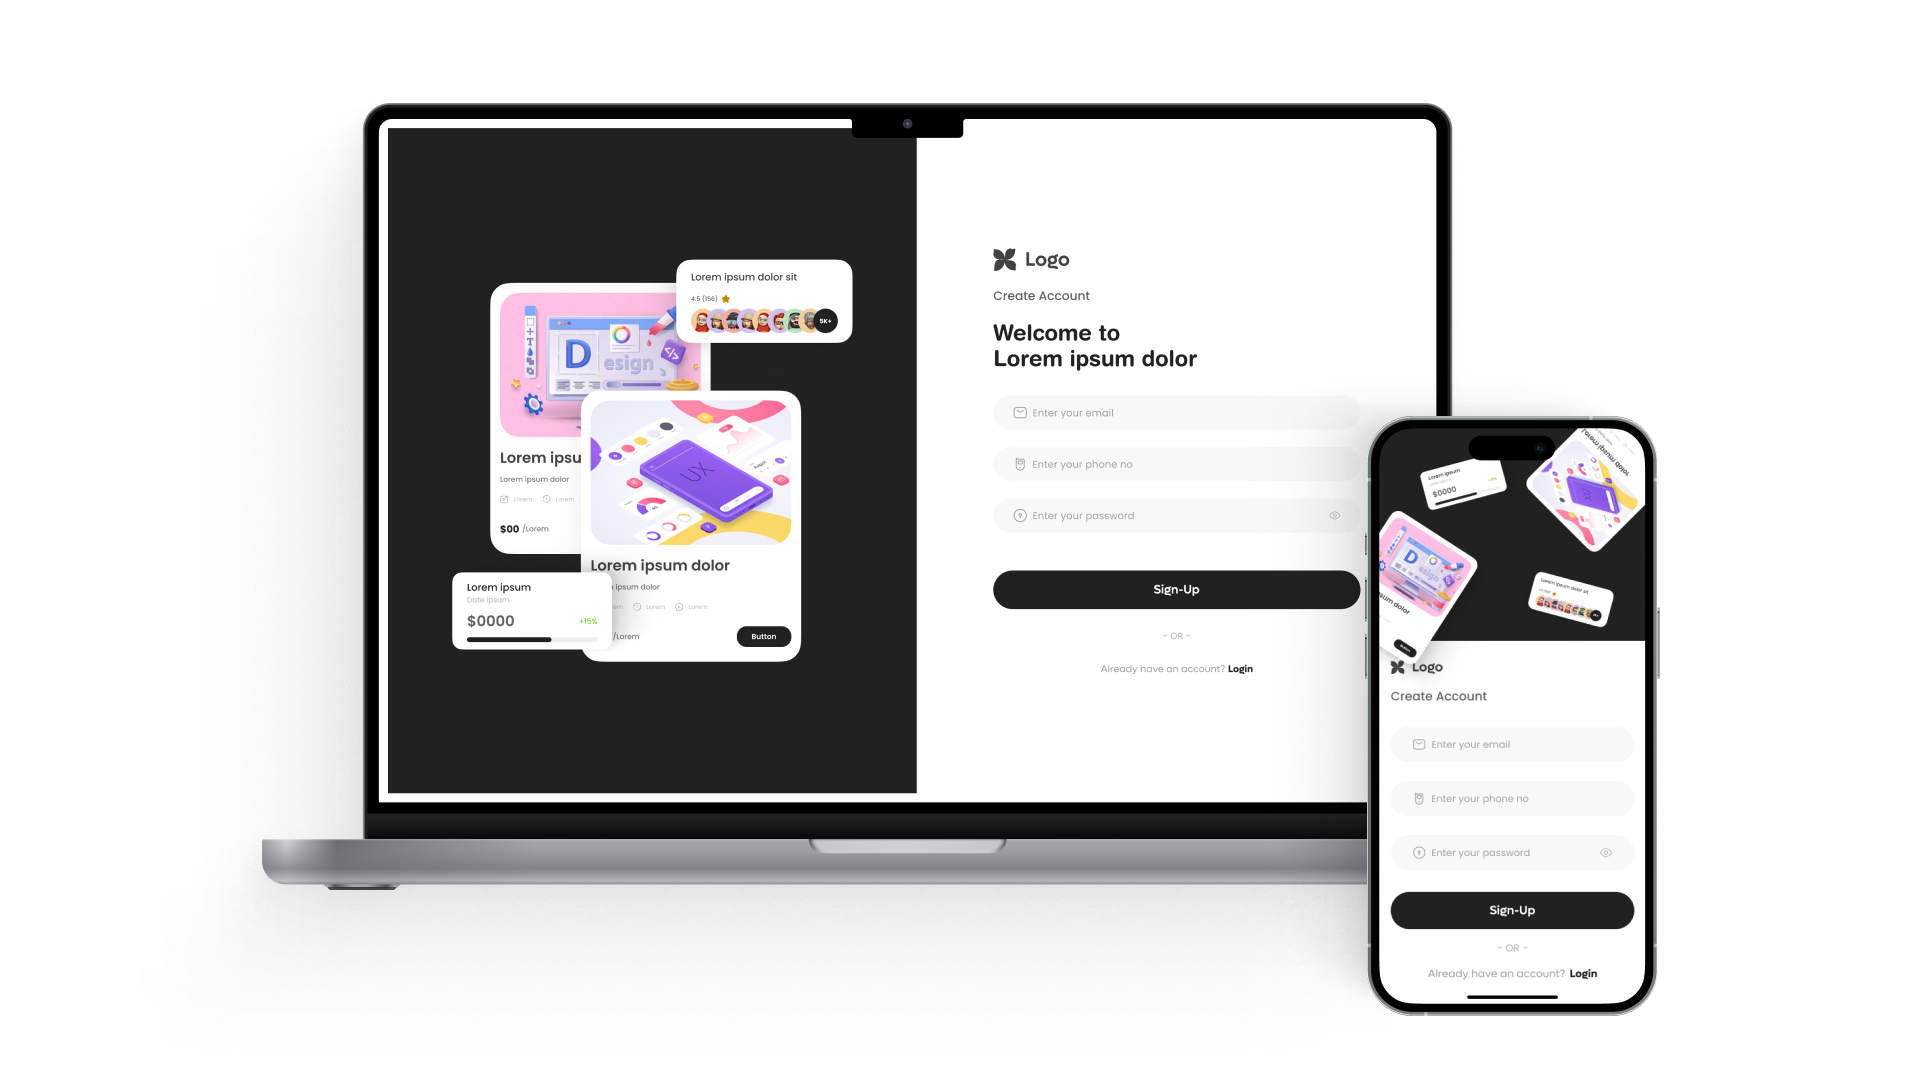 Lorem ipsum dolor sit
4.5 (156)
5K+
D
esign
T
Lorem ipsu
Lorem ipsum dolor
Lorem
Lorem
$00 /Lorem
UX
Lorem ipsum dolor
ipsum dolor
Lorem
Lorem
/Lorem
Button
Lorem ipsum
Date ipsum
$0000
+15%
Logo
Create Account
Welcome to
Lorem ipsum dolor
Enter your email
Enter your phone no
Enter your password
Sign-Up
- OR -
Already have an account? Login
Lorem ipsum
$0000
Lorem ipsum dolor
D
esign
sum dolor
Button
Lorem ipsum dolor sit
UX
Logo
Create Account
Enter your email
Enter your phone no
Enter your password
Sign-Up
- OR -
Already have an account? Login